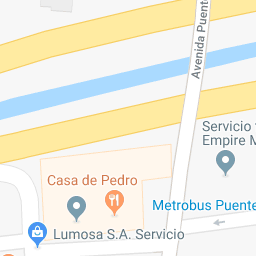 Avenida Puente
Servicio
Empire M
Casa de Pedro
Metrobus Puente
Lumosa S.A. Servicio